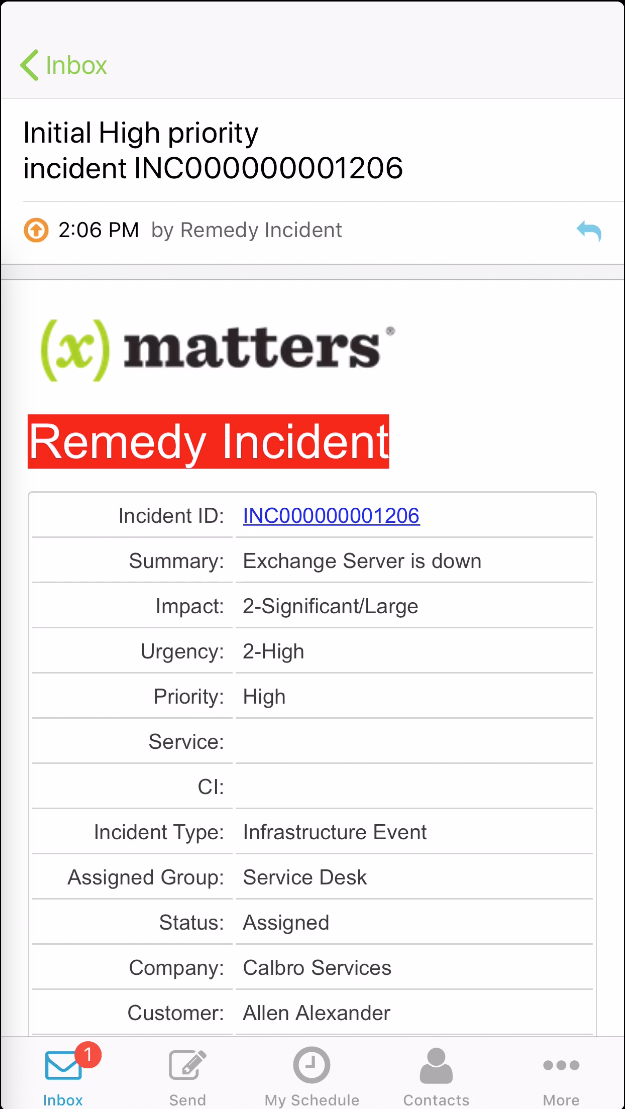 Inbox
Initial High priority
incident INC000000001206
2:06 PM by Remedy Incident
(x) matters®
Remedy Incident
Incident ID: INC000000001206
Summary: Exchange Server is down
Impact: 2-Significant/Large
Urgency: 2-High
Priority: High
Service:
CI:
Incident Type: Infrastructure Event
Assigned Group: Service Desk
Status: Assigned
Company: Calbro Services
Customer: Allen Alexander
1
Inbox Send My Schedule Contacts More